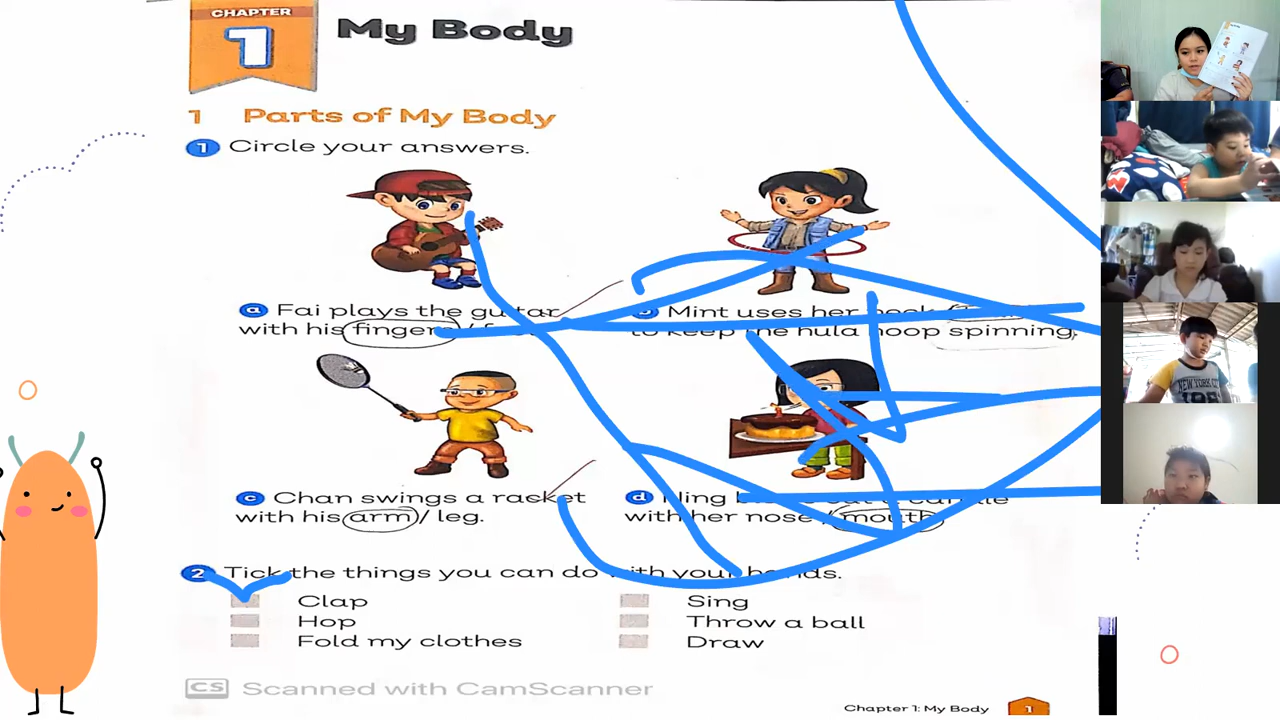 CHAPTER
1
My Body
1 Parts of My Body
1 Circle your answers.
a Fai plays the guitar
with his fingers /
b Mint uses her neck
to keep the hula hoop spinning.
c Chan swings a racket
with his arm / leg.
d Ning
with her nose / mouth
2 Tick the things you can do with your hands.
Clap
Sing
Hop
Throw a ball
Fold my clothes
Draw
CS Scanned with CamScanner
Chapter 1: My Body 1
NEW YORK